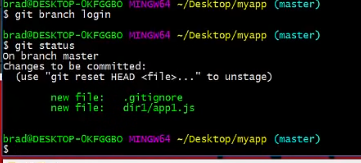 brad@DESKTOP-0KFGGBO MINGW64 ~/Desktop/myapp (master)
$ git branch login
brad@DESKTOP-0KFGGBO MINGW64 ~/Desktop/myapp (master)
$ git status
On branch master
Changes to be committed:
(use "git reset HEAD <file>..." to unstage)
new file: .gitignore
new file: dir1/app1.js
brad@DESKTOP-0KFGGBO MINGW64 ~/Desktop/myapp (master)
$